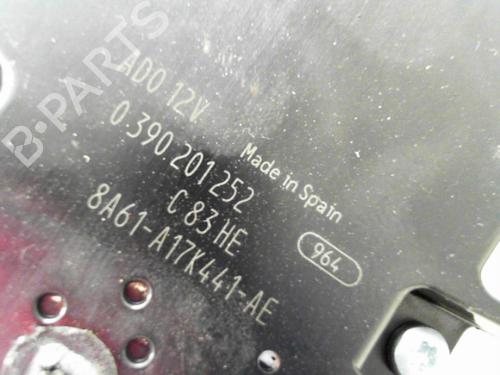 B-PARTS
ADO 12V
0.390.201 252
Made in Spain
C 83 HE
964
8A61-A17K441-AE